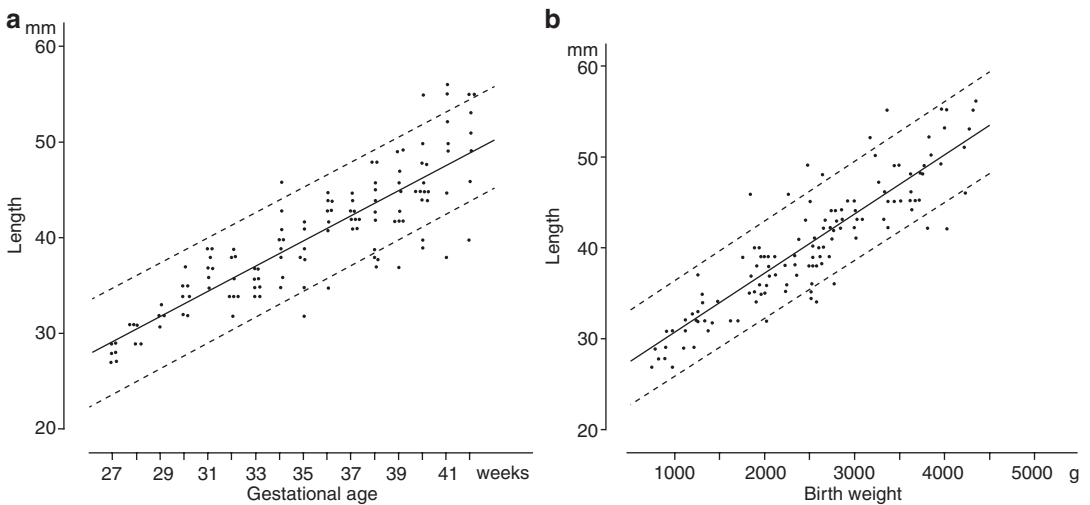 a
mm
60
50
40
30
20
Length
27 29 31 33 35 37 39 41 weeks
Gestational age
b
mm
60
50
40
30
20
Length
1000 2000 3000 4000 5000 g
Birth weight